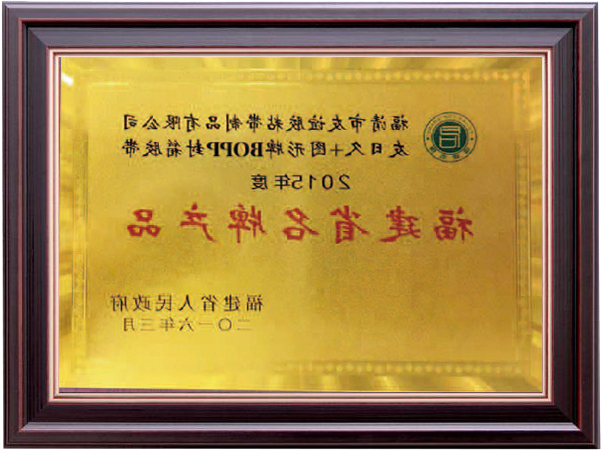 福清市友谊胶粘带制品有限公司
友日久+图形牌BOPP封箱胶带
2015年度
福建省名牌产品
福建省人民政府
二〇一六年三月